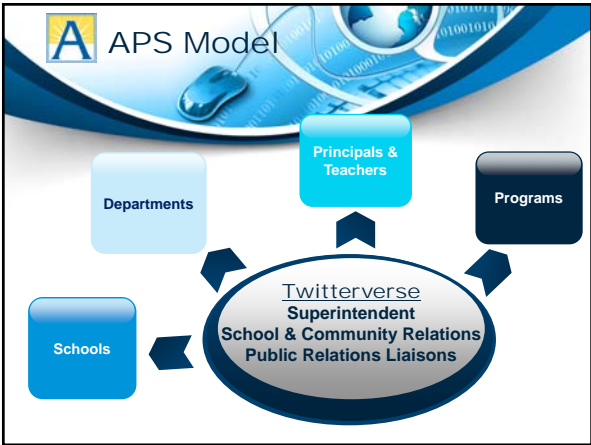 A APS Model
Principals &
Teachers
Departments
Programs
Twitterverse
Superintendent
School & Community Relations
Public Relations Liaisons
Schools